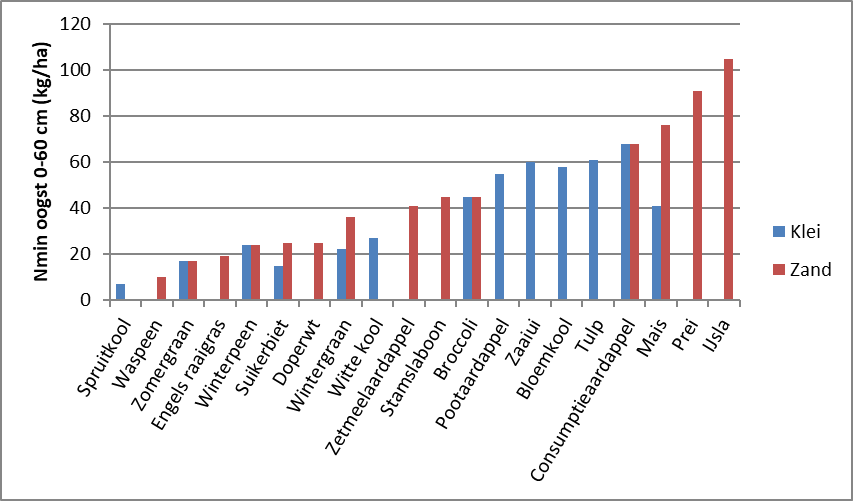 Nmin oogst 0-60 cm (kg/ha)
120
100
80
60
40
20
0
Spruitkool
Waspeen
Zomergraan
Engels raaigras
Winterpeen
Suikerbiet
Doperwt
Wintergraan
Witte kool
Zetmeelaardappel
Stamslaboon
Broccoli
Pootaardappel
Zaaiui
Bloemkool
Tulp
Consumptieaardappel
Mais
Prei
IJsla
Klei
Zand